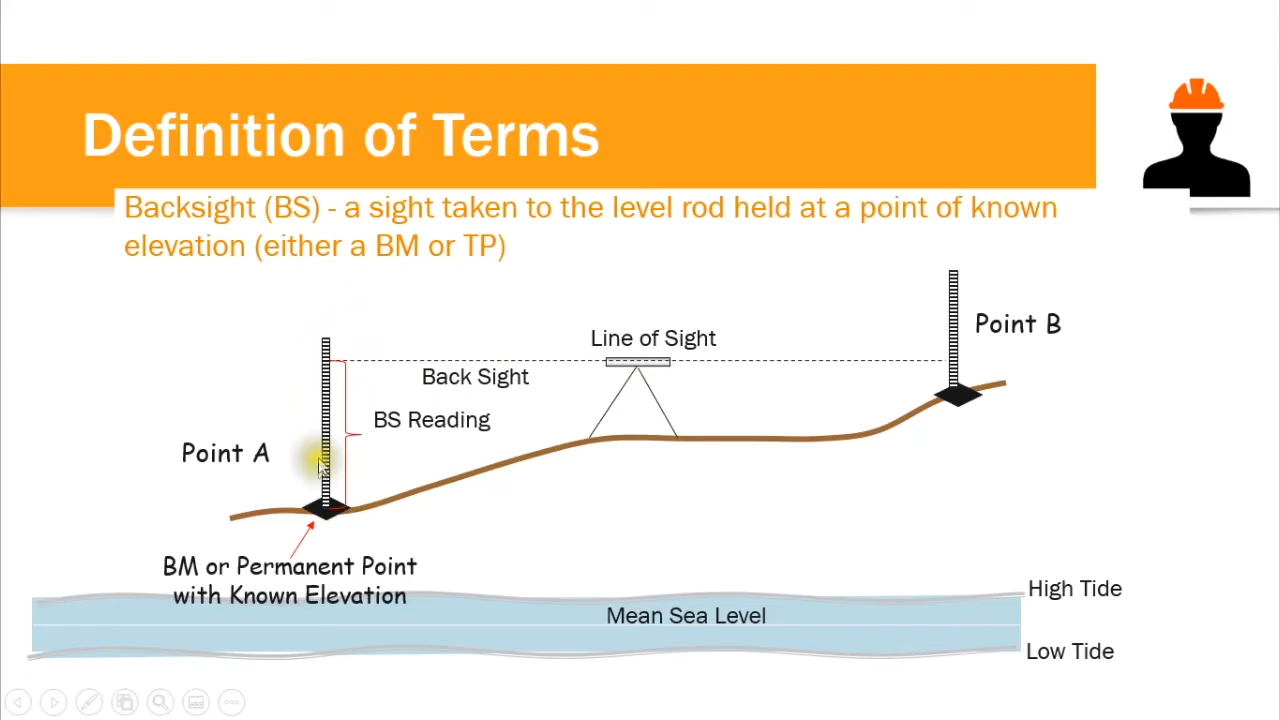 Definition of Terms
Backsight (BS) - a sight taken to the level rod held at a point of known
elevation (either a BM or TP)
Point B
Line of Sight
Back Sight
BS Reading
Point A
BM or Permanent Point
with Known Elevation
High Tide
Mean Sea Level
Low Tide